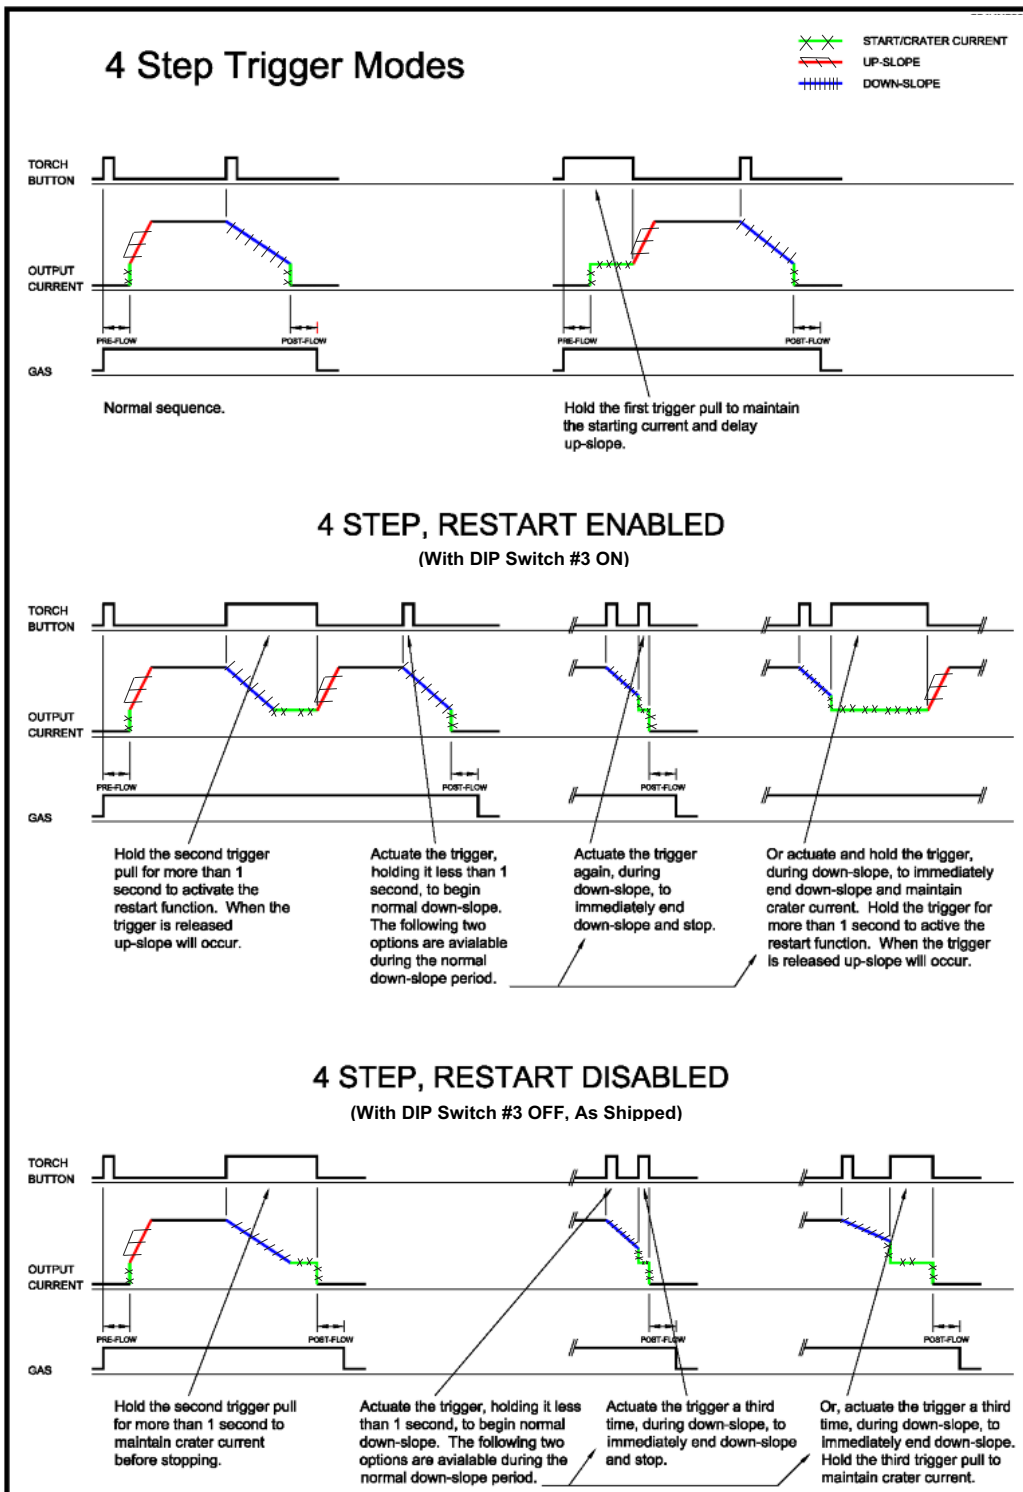 4 Step Trigger Modes
START/CRATER CURRENT
UP-SLOPE
DOWN-SLOPE
TORCH
BUTTON
OUTPUT
CURRENT
PRE-FLOW
POST-FLOW
PRE-FLOW
POST-FLOW
GAS
Normal sequence.
Hold the first trigger pull to maintain
the starting current and delay
up-slope.
4 STEP, RESTART ENABLED
(With DIP Switch #3 ON)
TORCH
BUTTON
OUTPUT
CURRENT
PRE-FLOW
POST-FLOW
POST-FLOW
GAS
Hold the second trigger
pull for more than 1
second to activate the
restart function. When the
trigger is released
up-slope will occur.
Actuate the trigger,
holding it less than 1
second, to begin
normal down-slope.
The following two
options are avialable
during the normal
down-slope period.
Actuate the trigger
again, during
down-slope, to
immediately end
down-slope and stop.
Or actuate and hold the trigger,
during down-slope, to immediately
end down-slope and maintain
crater current. Hold the trigger for
more than 1 second to active the
restart function. When the trigger
is released up-slope will occur.
4 STEP, RESTART DISABLED
(With DIP Switch #3 OFF, As Shipped)
TORCH
BUTTON
OUTPUT
CURRENT
PRE-FLOW
POST-FLOW
POST-FLOW
POST-FLOW
GAS
Hold the second trigger pull
for more than 1 second to
maintain crater current
before stopping.
Actuate the trigger, holding it less
than 1 second, to begin normal
down-slope. The following two
options are avialable during the
normal down-slope period.
Actuate the trigger a third
time, during down-slope, to
immediately end down-slope
and stop.
Or, actuate the trigger a third
time, during down-slope, to
immediately end down-slope.
Hold the third trigger pull to
maintain crater current.